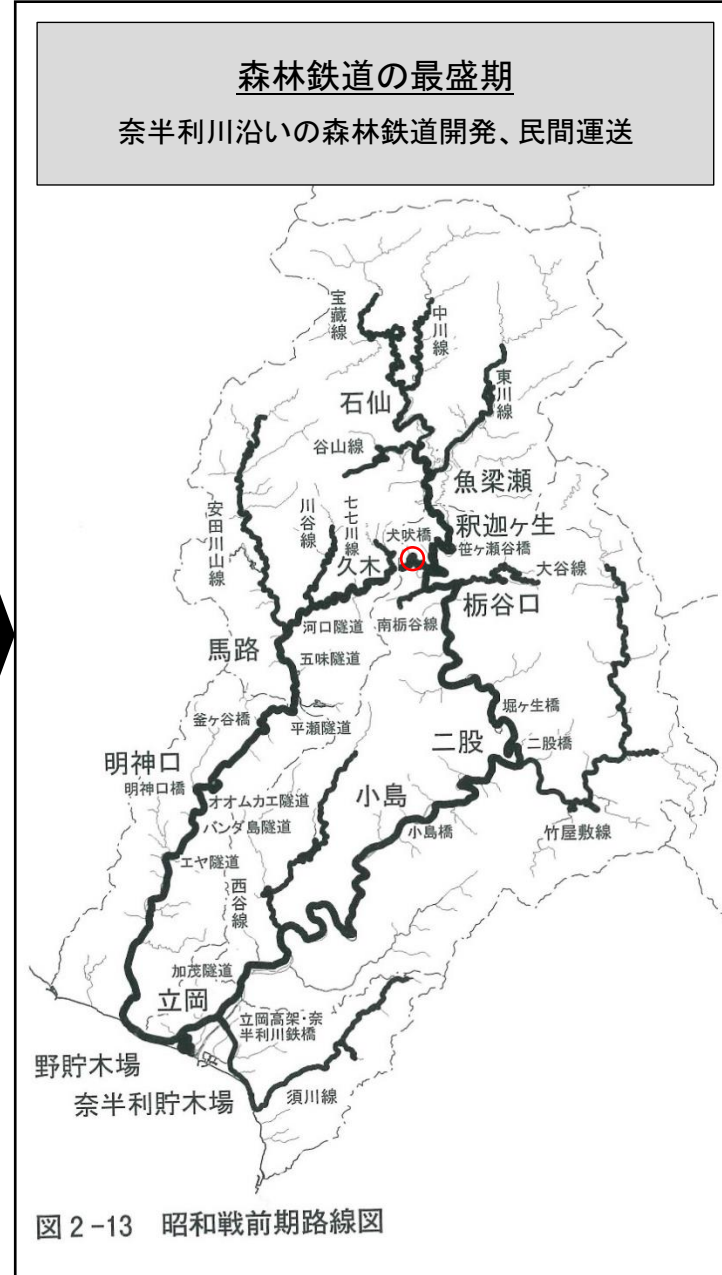 森林鉄道の最盛期
奈半利川沿いの森林鉄道開発、民間運送
宝蔵線
中川線
東川線
石仙
谷山線
魚梁瀬
安田川山線
川谷線
七七川線
犬吠橋
釈迦ヶ生
笹ヶ瀬谷橋
久木
大谷線
栃谷口
河口隧道
南栃谷線
馬路
五味隧道
堀ヶ生橋
釜ヶ谷橋
平瀬隧道
二股
二股橋
明神口
明神口橋
オオムカエ隧道
小島
バンダ島隧道
小島橋
竹屋敷線
エヤ隧道
西谷線
加茂隧道
立岡
立岡高架・奈
半利川鉄橋
野貯木場
奈半利貯木場
須川線
図2-13 昭和戦前期路線図